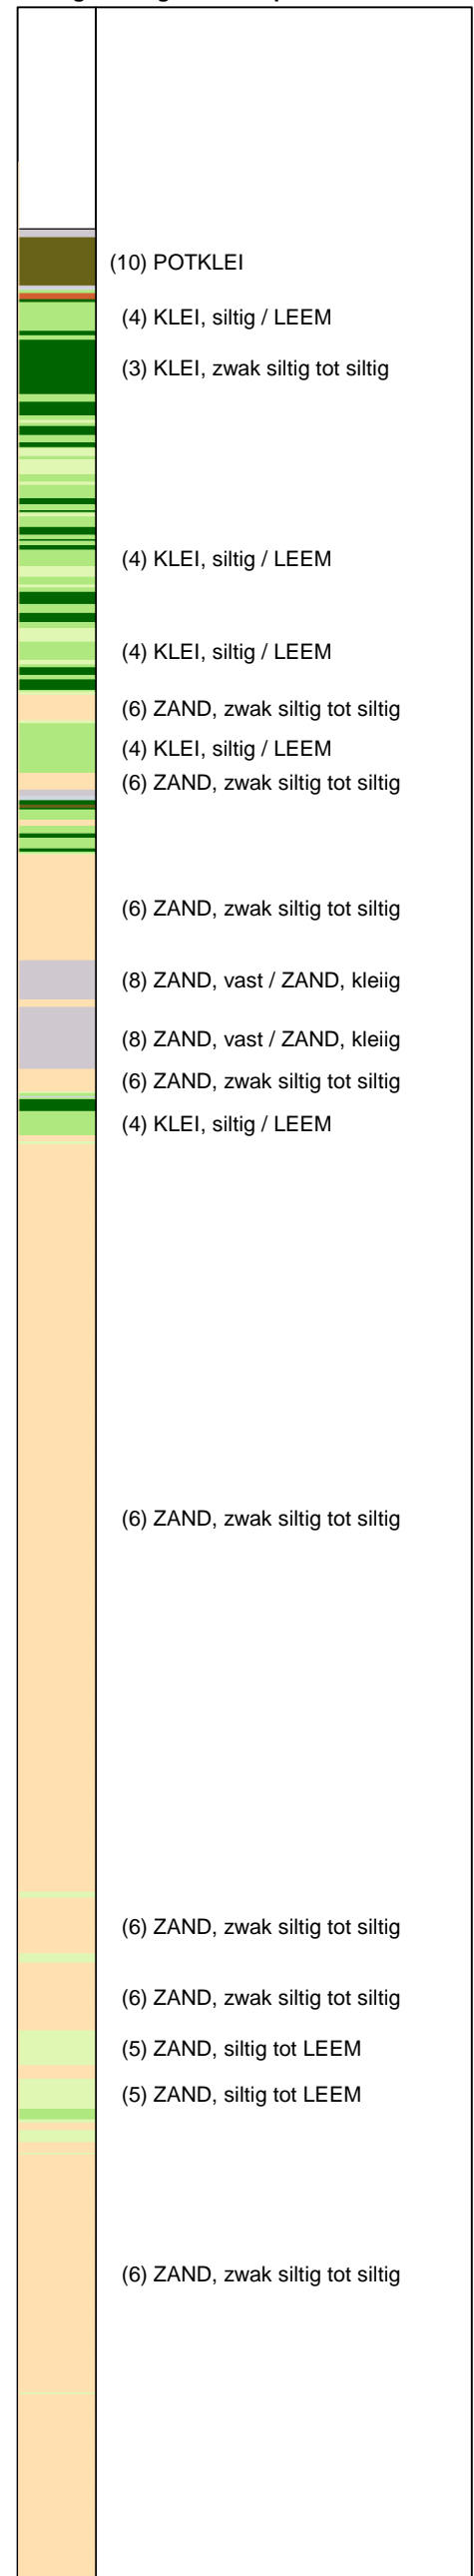 (10) POTKLEI
(4) KLEI, siltig / LEEM
(3) KLEI, zwak siltig tot siltig
(4) KLEI, siltig / LEEM
(4) KLEI, siltig / LEEM
(6) ZAND, zwak siltig tot siltig
(4) KLEI, siltig / LEEM
(6) ZAND, zwak siltig tot siltig
(6) ZAND, zwak siltig tot siltig
(8) ZAND, vast / ZAND, kleiig
(8) ZAND, vast / ZAND, kleiig
(6) ZAND, zwak siltig tot siltig
(4) KLEI, siltig / LEEM
(6) ZAND, zwak siltig tot siltig
(6) ZAND, zwak siltig tot siltig
(6) ZAND, zwak siltig tot siltig
(5) ZAND, siltig tot LEEM
(5) ZAND, siltig tot LEEM
(6) ZAND, zwak siltig tot siltig